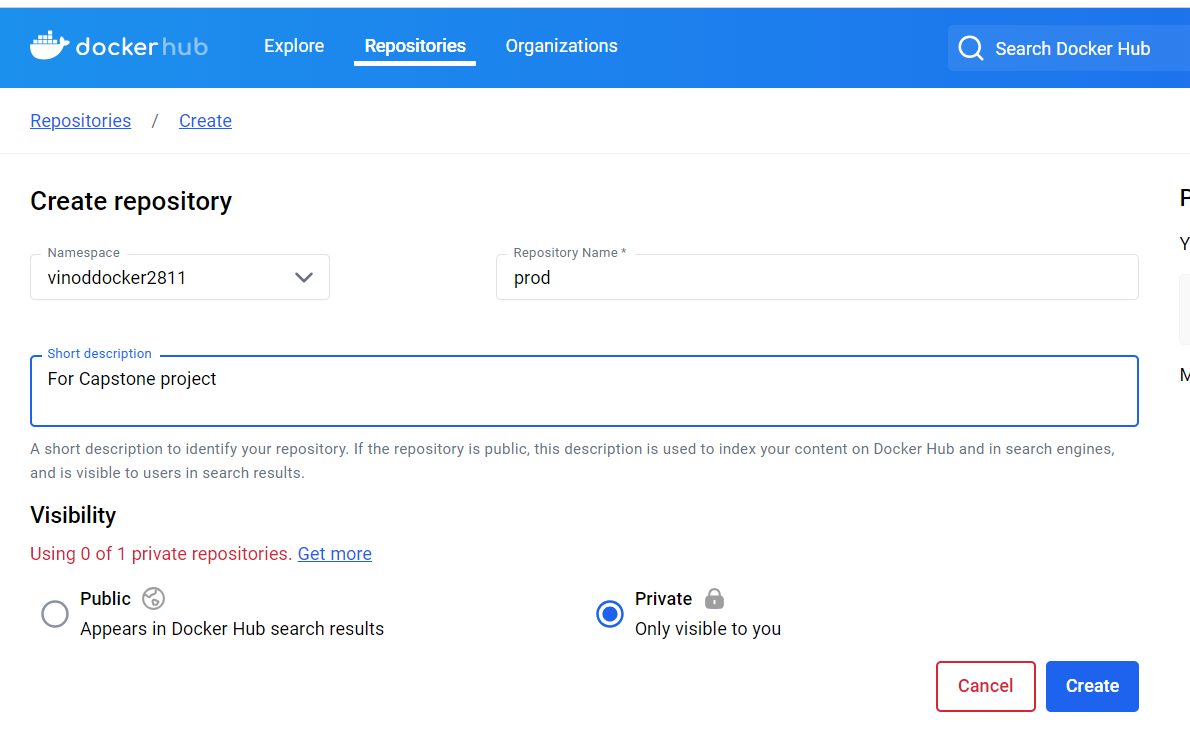 dockerhub Explore Repositories Organizations Search Docker Hub
Repositories / Create
Create repository
P
Namespace
vinoddocker2811
Repository Name *
prod
Y
Short description
For Capstone project
M
A short description to identify your repository. If the repository is public, this description is used to index your content on Docker Hub and in search engines,
and is visible to users in search results.
Visibility
Using 0 of 1 private repositories. Get more
Public
Appears in Docker Hub search results
Private
Only visible to you
Cancel Create